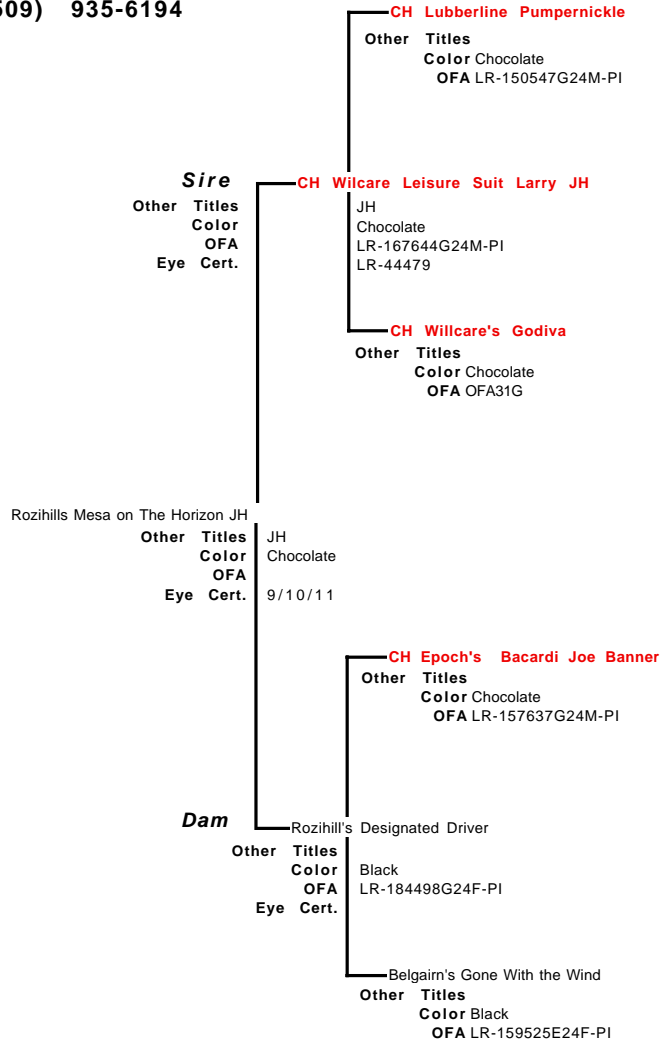 509) 935-6194
CH Lubberline Pumpernickle
Other Titles
Color Chocolate
OFA LR-150547G24M-PI
Sire
CH Wilcare Leisure Suit Larry JH
Other Titles JH
Color Chocolate
OFA LR-167644G24M-PI
Eye Cert. LR-44479
CH Willcare's Godiva
Other Titles
Color Chocolate
OFA OFA31G
Rozihills Mesa on The Horizon JH
Other Titles JH
Color Chocolate
OFA
Eye Cert. 9/10/11
CH Epoch's Bacardi Joe Banner
Other Titles
Color Chocolate
OFA LR-157637G24M-PI
Dam
Rozihill's Designated Driver
Other Titles
Color Black
OFA LR-184498G24F-PI
Eye Cert.
Belgairn's Gone With the Wind
Other Titles
Color Black
OFA LR-159525E24F-PI